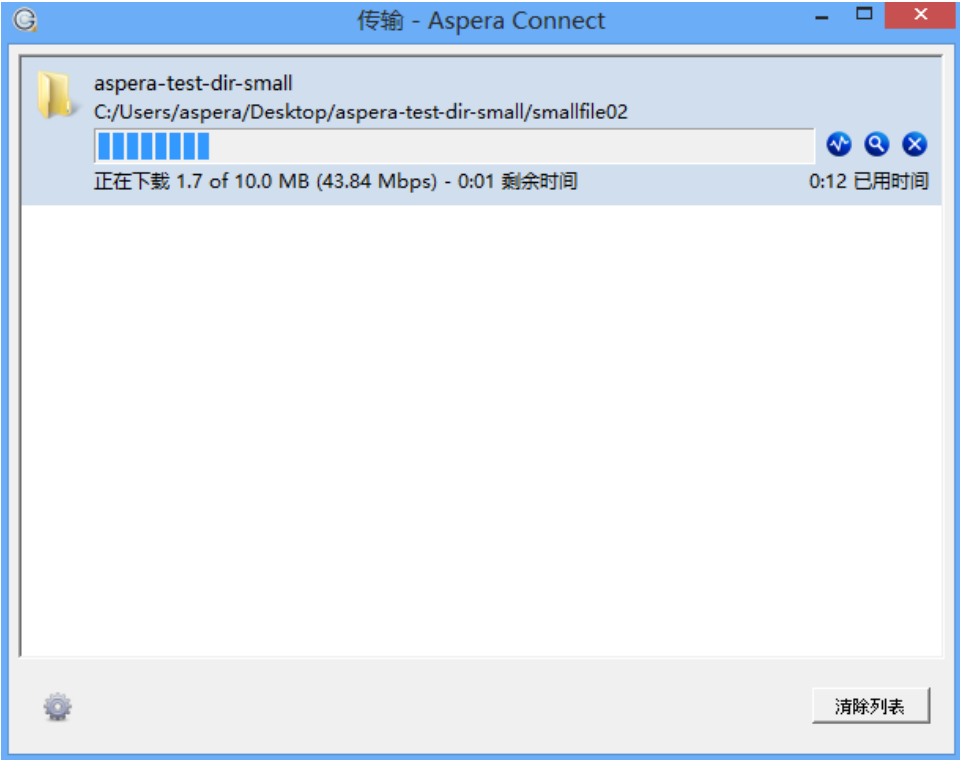 传输 - Aspera Connect
aspera-test-dir-small
C:/Users/aspera/Desktop/aspera-test-dir-small/smallfile02
正在下载 1.7 of 10.0 MB (43.84 Mbps) - 0:01 剩余时间 0:12 已用时间
清除列表